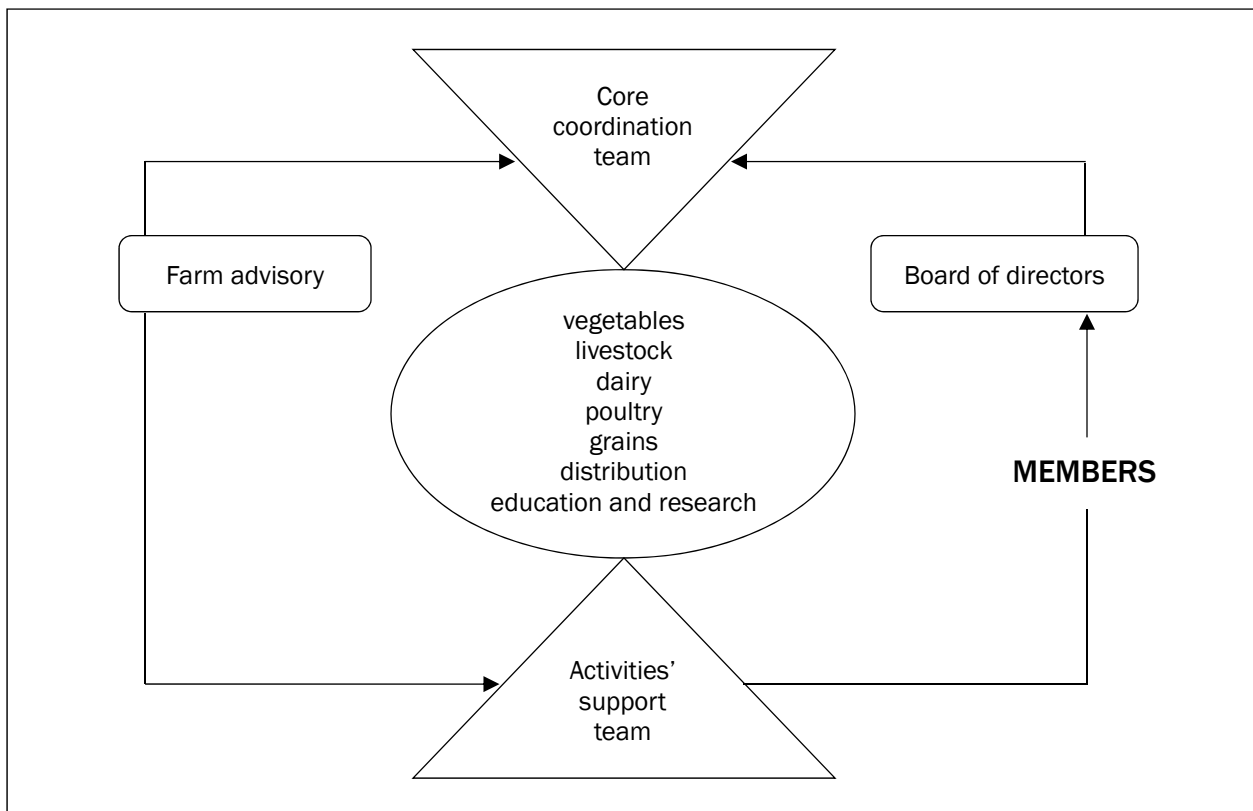 Core
coordination
team
Farm advisory
Board of directors
vegetables
livestock
dairy
poultry
grains
distribution
education and research
MEMBERS
Activities’
support
team